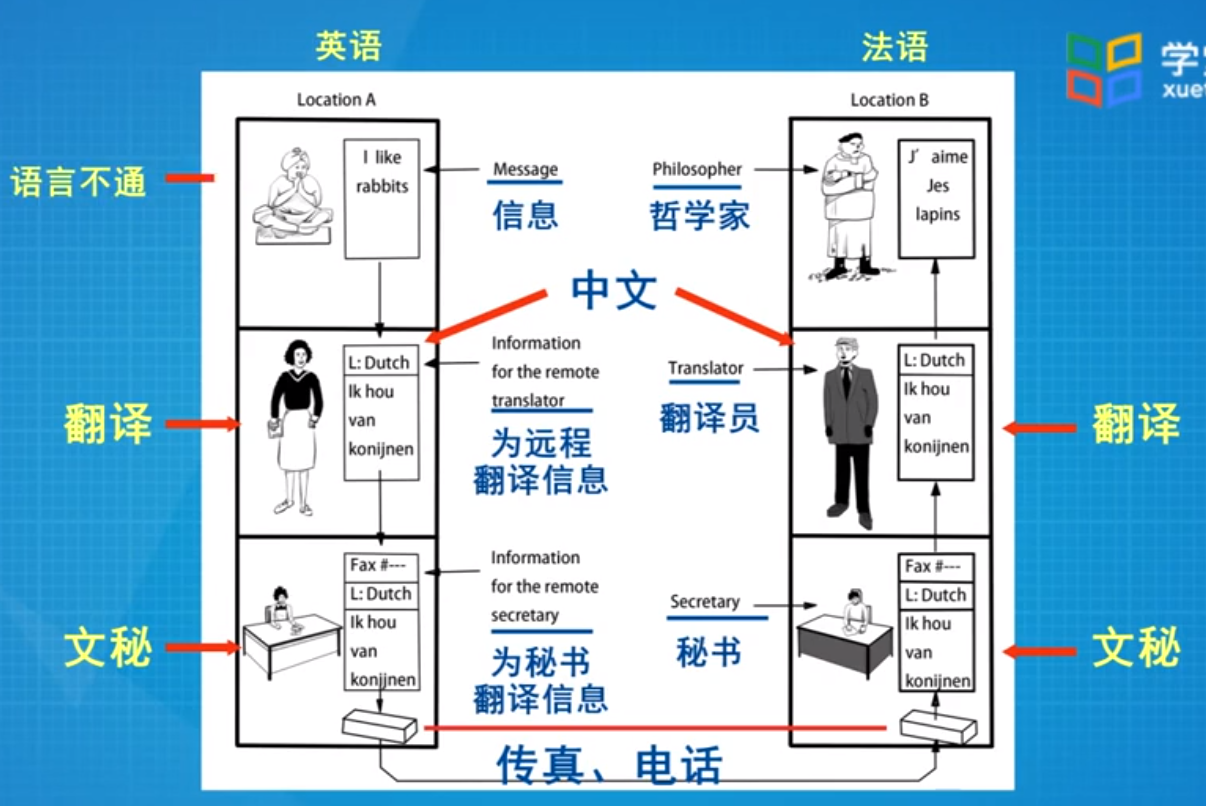 英语
法语
学
xuet
Location A
Location B
语言不通
I like
rabbits
Message
信息
Philosopher
哲学家
J' aime
Jes
lapins
中文
翻译
L: Dutch
Ik hou
van
konijnen
Information
for the remote
translator
为远程
翻译信息
Translator
翻译员
L: Dutch
Ik hou
van
konijnen
翻译
文秘
Fax #---
L: Dutch
Ik hou
van
konijnen
Information
for the remote
secretary
为秘书
翻译信息
Secretary
秘书
Fax #---
L: Dutch
Ik hou
van
konijnen
文秘
传真、电话